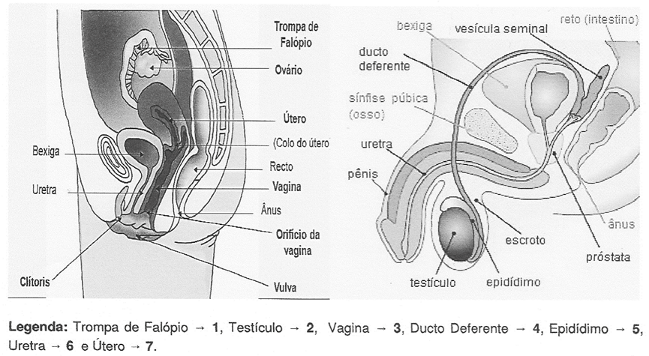 Trompa de
Falópio
Ovário
Útero
(Colo do útero
Bexiga
Recto
Uretra
Vagina
Ânus
Orifício da
vagina
Clitoris
Vulva
bexiga
vesícula seminal
reto (intestino)
ducto
deferente
sínfise púbica
(osso)
uretra
pênis
ânus
escroto
próstata
testículo
epidídimo
Legenda: Trompa de Falópio → 1, Testículo → 2, Vagina → 3, Ducto Deferente → 4, Epidídimo → 5,
Uretra → 6 e Útero → 7.